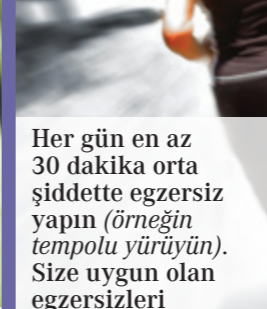 Her gün en az
30 dakika orta
şiddette egzersiz
yapın (örneğin
tempolu yürüyün).
Size uygun olan
egzersizleri